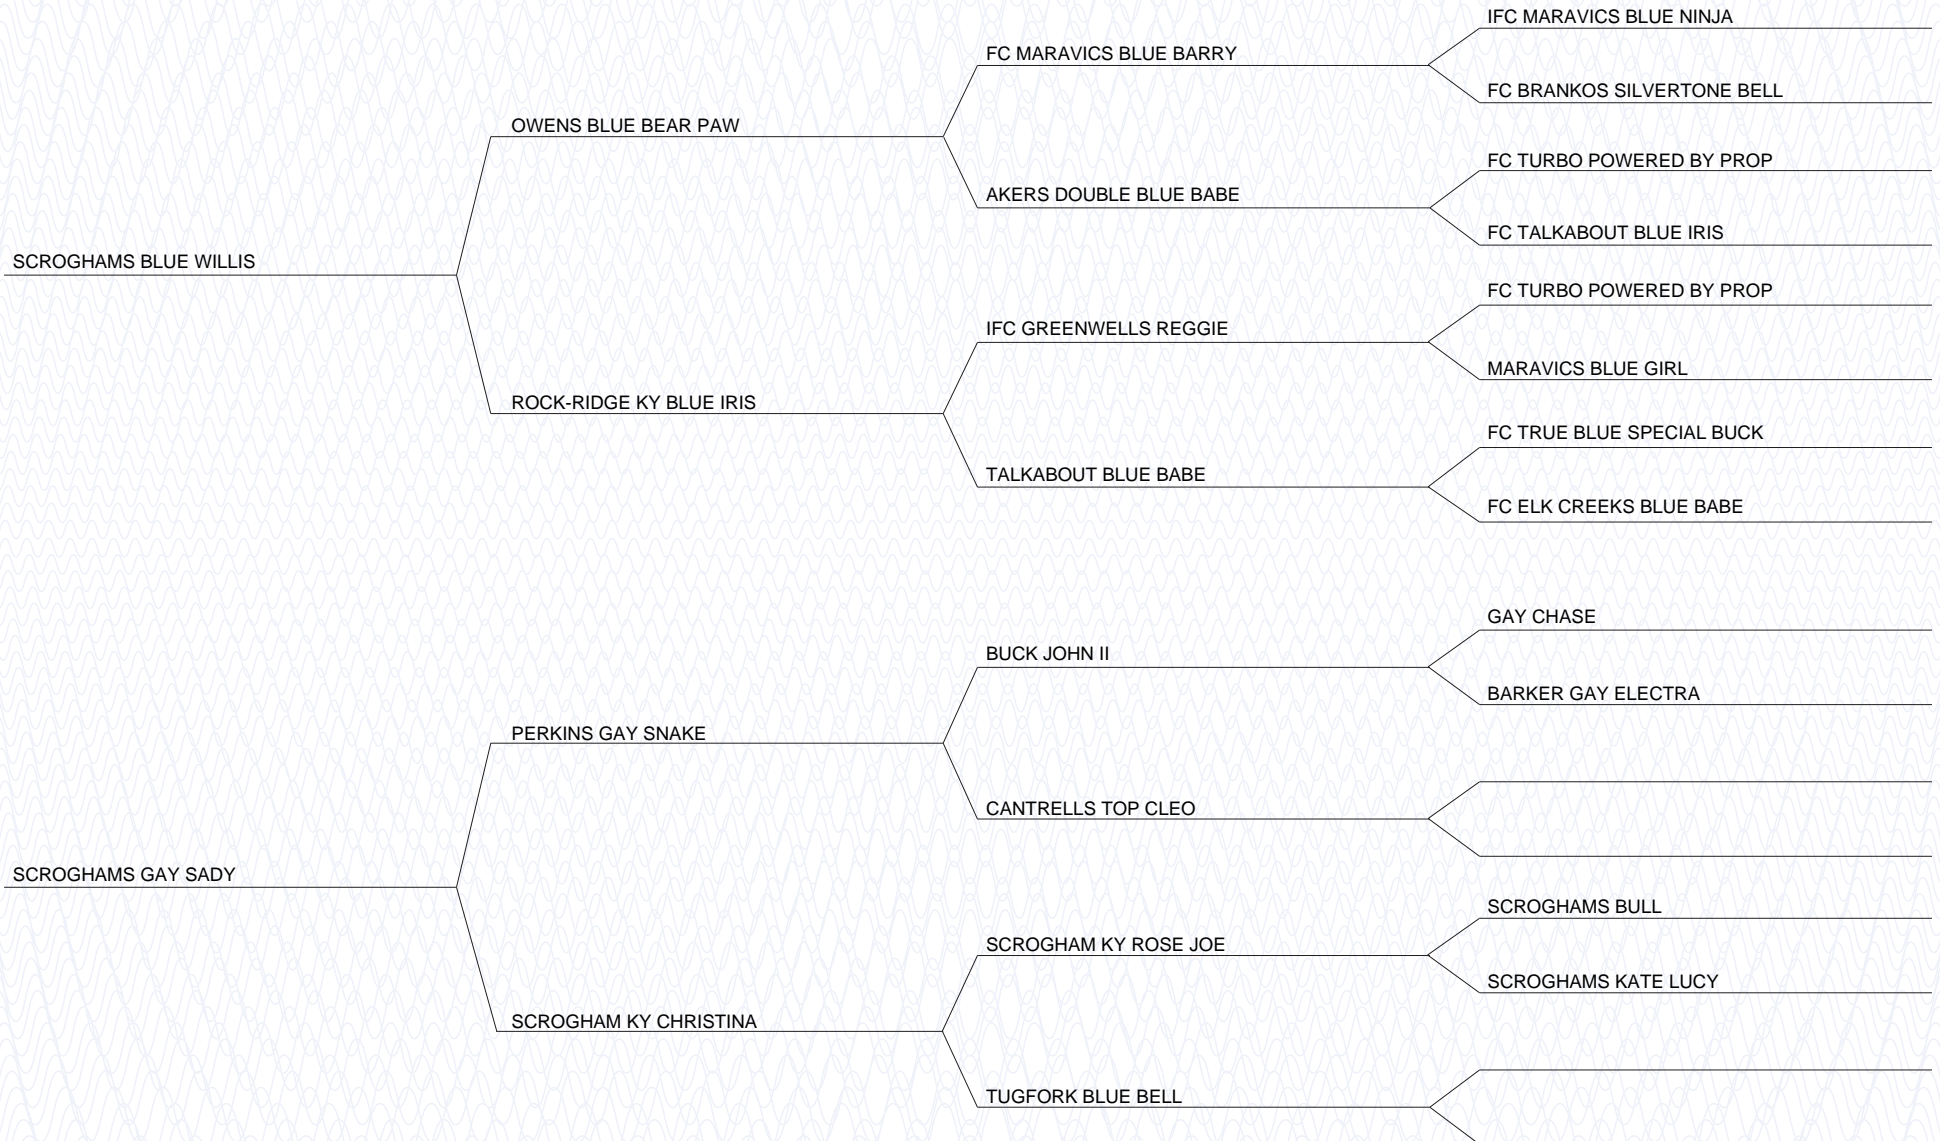 IFC MARAVICS BLUE NINJA
FC MARAVICS BLUE BARRY
FC BRANKOS SILVERTONE BELL
OWENS BLUE BEAR PAW
FC TURBO POWERED BY PROP
AKERS DOUBLE BLUE BABE
FC TALKABOUT BLUE IRIS
SCROGHAMS BLUE WILLIS
FC TURBO POWERED BY PROP
IFC GREENWELLS REGGIE
MARAVICS BLUE GIRL
ROCK-RIDGE KY BLUE IRIS
FC TRUE BLUE SPECIAL BUCK
TALKABOUT BLUE BABE
FC ELK CREEKS BLUE BABE
GAY CHASE
BUCK JOHN II
BARKER GAY ELECTRA
PERKINS GAY SNAKE
CANTRELLS TOP CLEO
SCROGHAMS GAY SADY
SCROGHAMS BULL
SCROGHAM KY ROSE JOE
SCROGHAMS KATE LUCY
SCROGHAM KY CHRISTINA
TUGFORK BLUE BELL